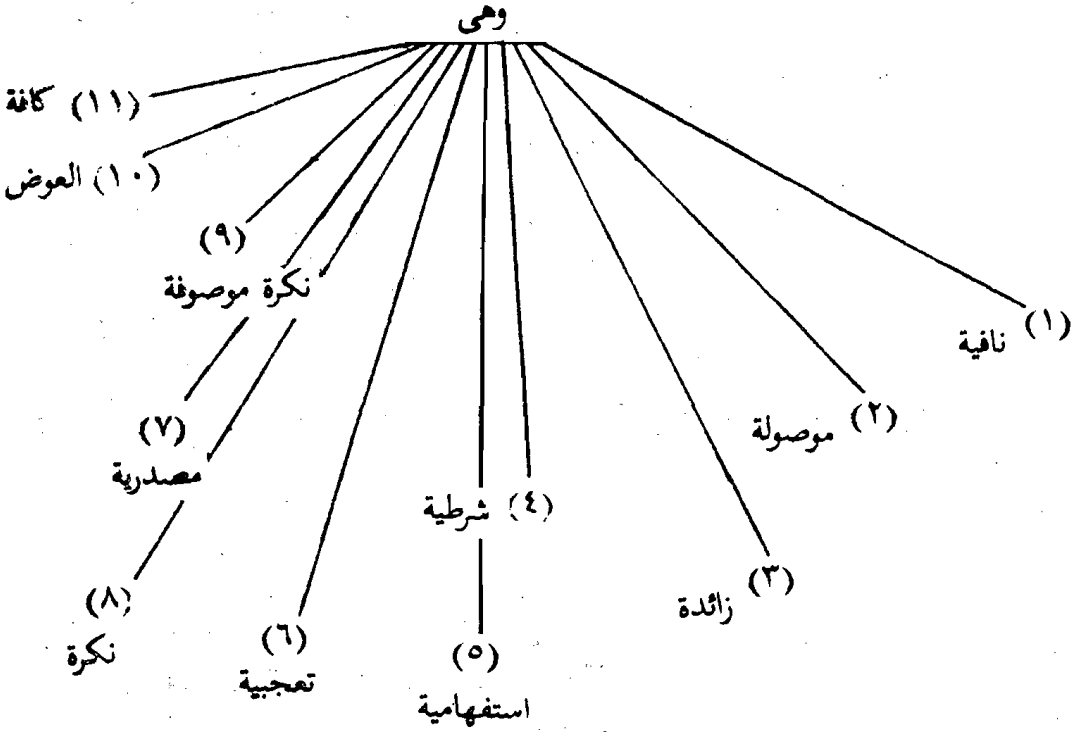 وهى
(١) نافية
(٢) موصولة
(٣) زائدة
(٤) شرطية
(٥)
استفهامية
(٦)
تعجبية
(٧)
مصدرية
(٨)
نكرة
(٩)
نكرة موصوفة
(١٠) العوض
(١١) كافة